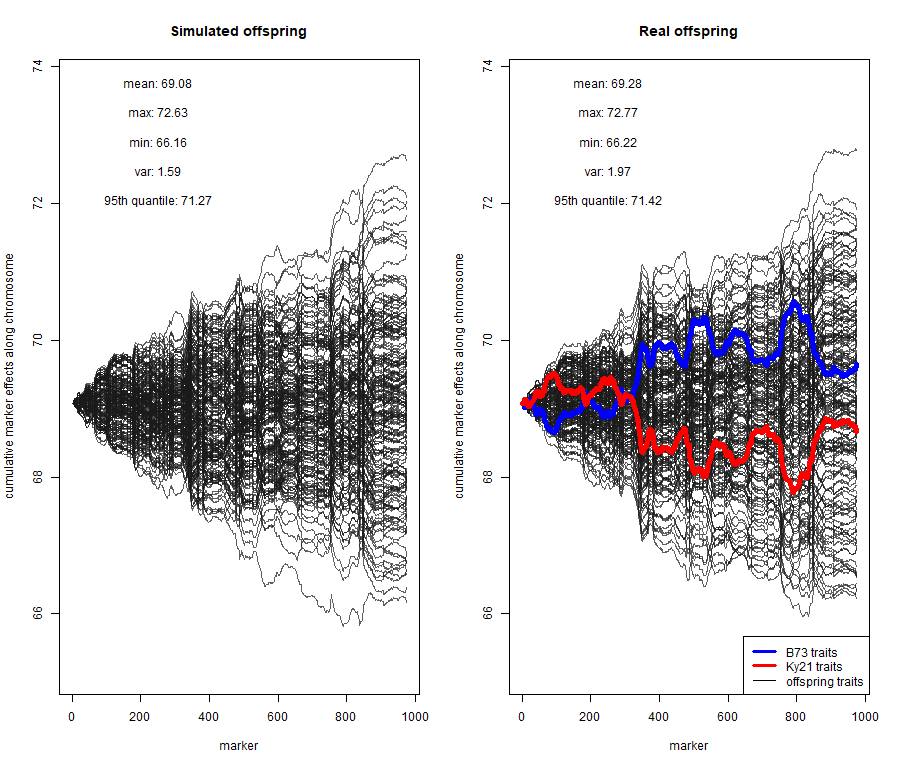 Simulated offspring
mean: 69.08
max: 72.63
min: 66.16
var: 1.59
95th quantile: 71.27
cumulative marker effects along chromosome
74
72
70
68
66
0
200
400
600
800
1000
marker
Real offspring
mean: 69.28
max: 72.77
min: 66.22
var: 1.97
95th quantile: 71.42
cumulative marker effects along chromosome
74
72
70
68
66
B73 traits
Ky21 traits
offspring traits
0
200
400
600
800
1000
marker